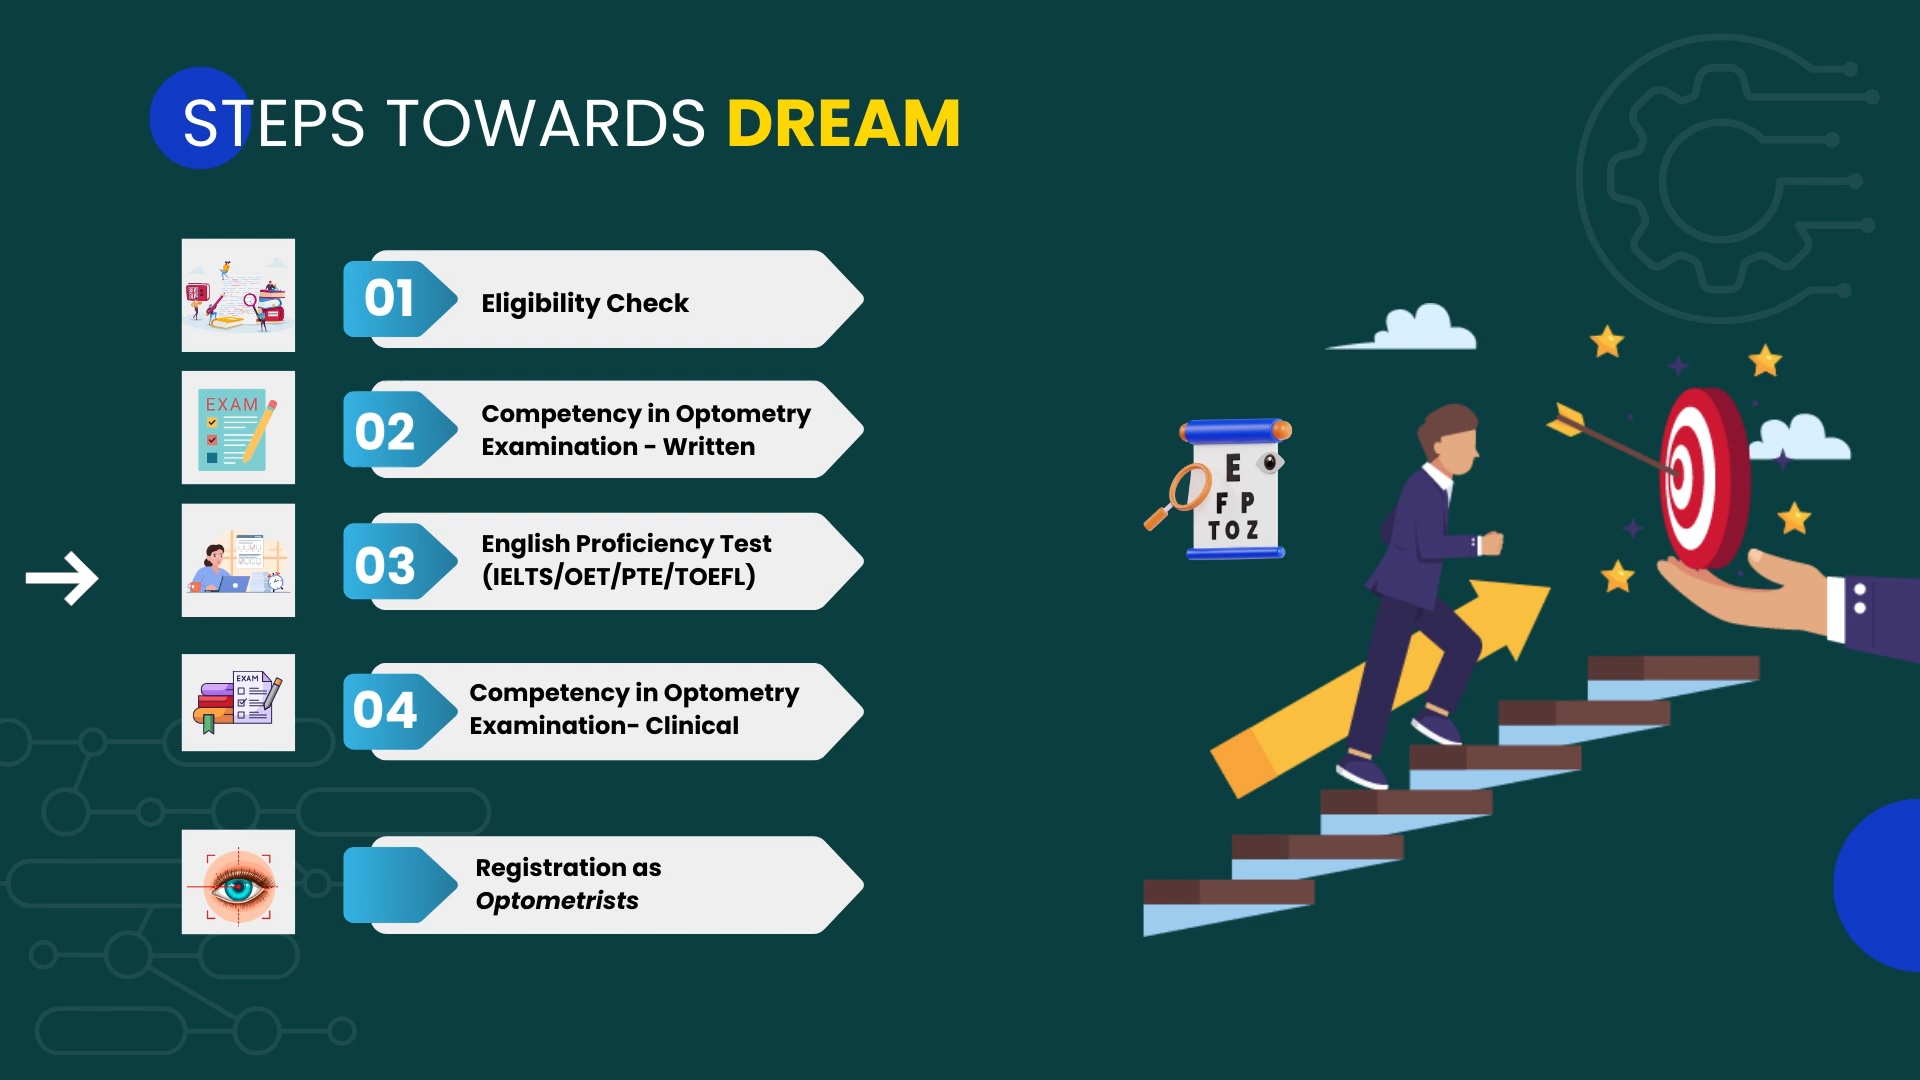 STEPS TOWARDS DREAM
01
Eligibility Check
EXAM
02
Competency in Optometry
Examination - Written
03
English Proficiency Test
(IELTS/OET/PTE/TOEFL)
EXAM
04
Competency in Optometry
Examination- Clinical
Registration as
Optometrists
E
F P
TOZ